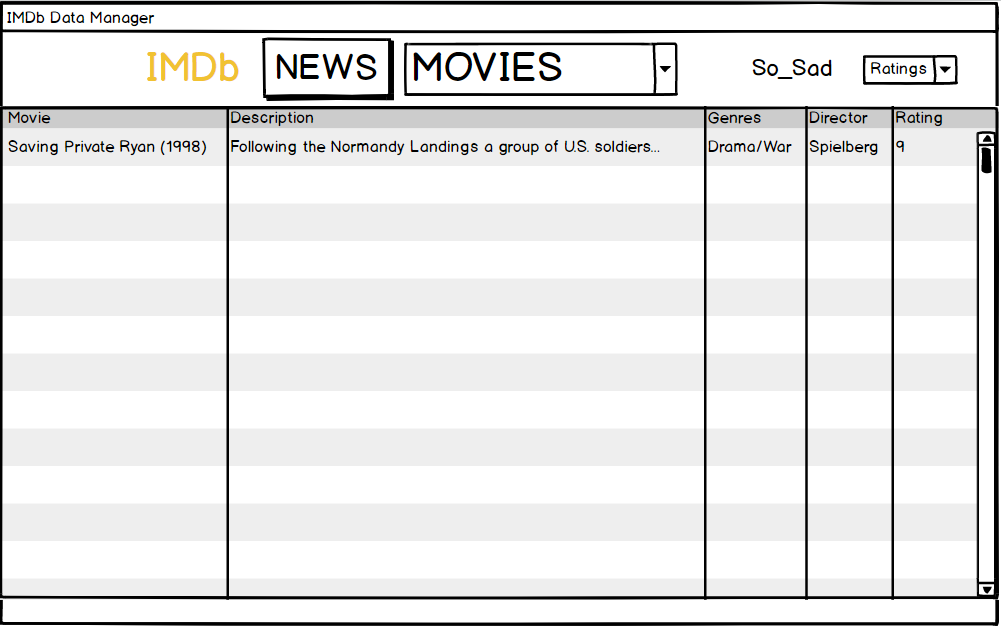 IMDb Data Manager
IMDb NEWS MOVIES So_Sad Ratings
Movie Description Genres Director Rating
Saving Private Ryan (1998) Following the Normandy Landings a group of U.S. soldiers... Drama/War Spielberg 9